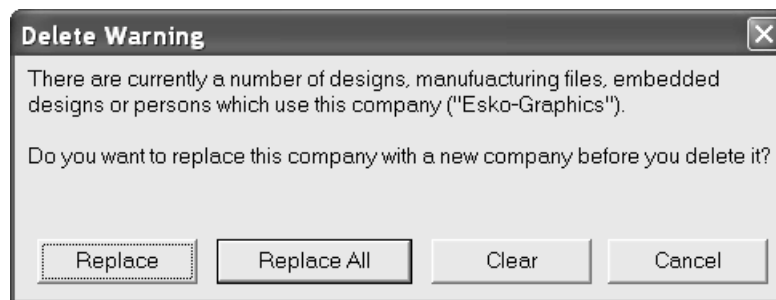 Delete Warning
There are currently a number of designs, manufuacturing files, embedded
designs or persons which use this company ("Esko-Graphics").
Do you want to replace this company with a new company before you delete it?
Replace Replace All Clear Cancel